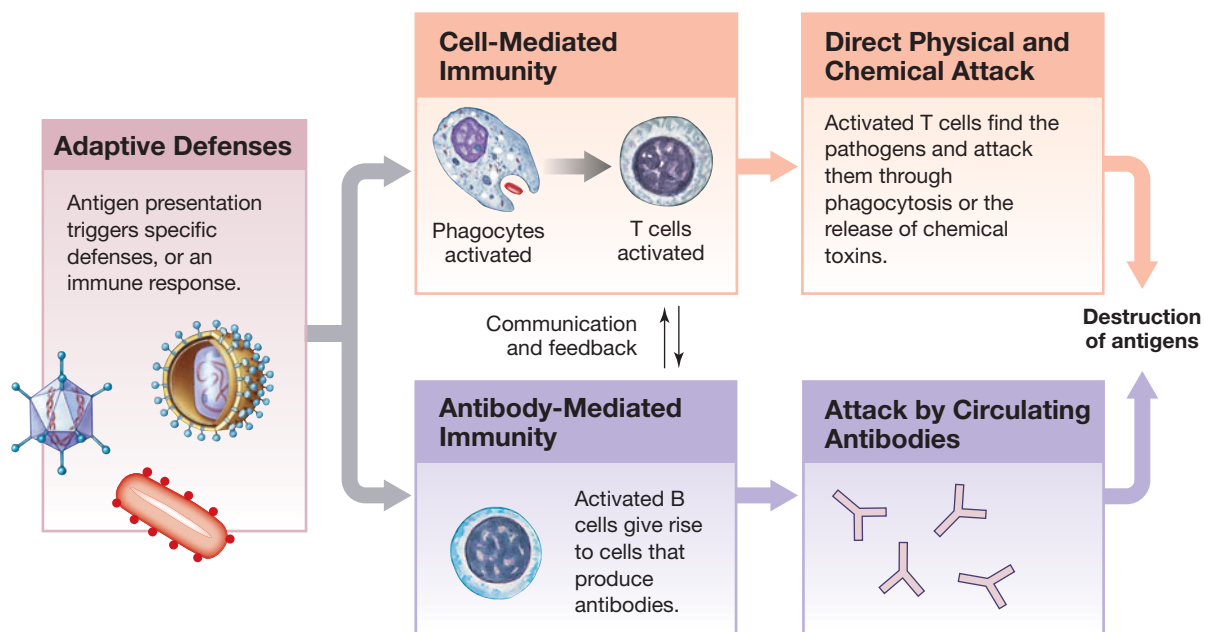 Adaptive Defenses
Antigen presentation
triggers specific
defenses, or an
immune response.
Cell-Mediated
Immunity
Phagocytes
activated
T cells
activated
Direct Physical and
Chemical Attack
Activated T cells find the
pathogens and attack
them through
phagocytosis or the
release of chemical
toxins.
Communication
and feedback
Antibody-Mediated
Immunity
Activated B
cells give rise
to cells that
produce
antibodies.
Attack by Circulating
Antibodies
Destruction
of antigens